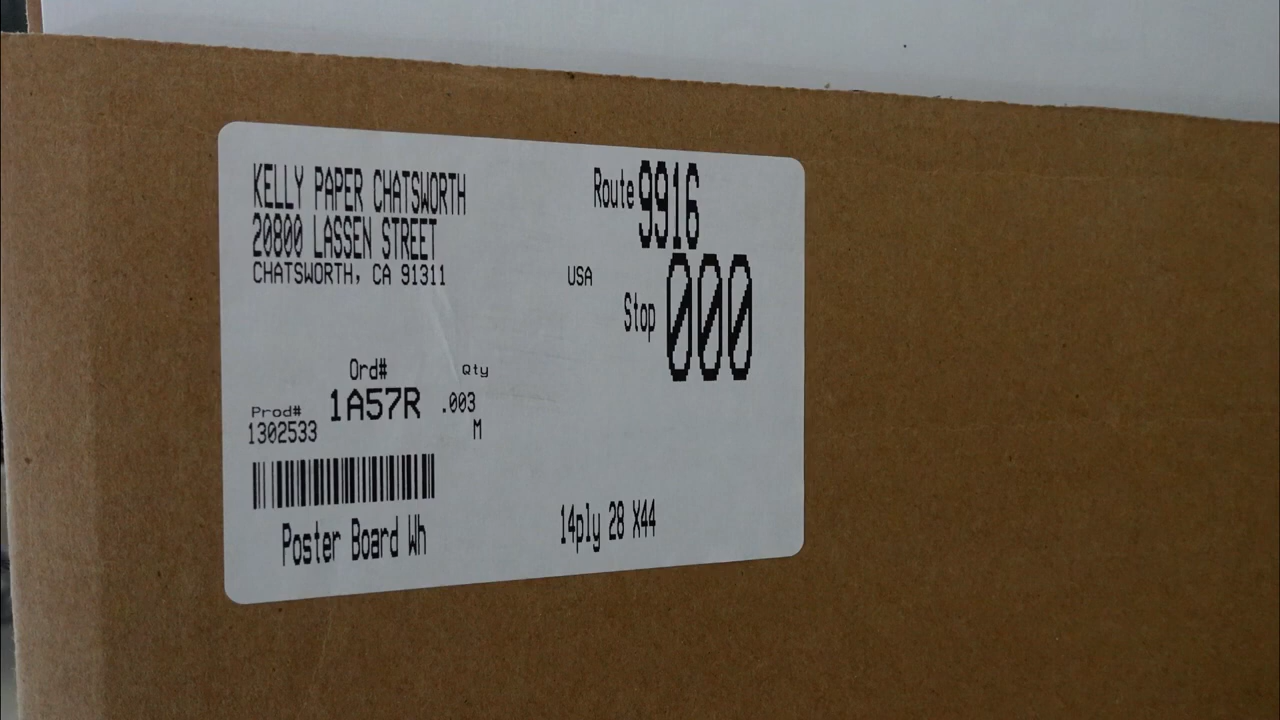 KELLY PAPER CHATSWORTH
20800 LASSEN STREET
CHATSWORTH, CA 91311
Route 9916
USA
Stop 000
Ord# Qty
Prod# 1A57R .003
1302533 M
Poster Board Wh
14ply 28 X44